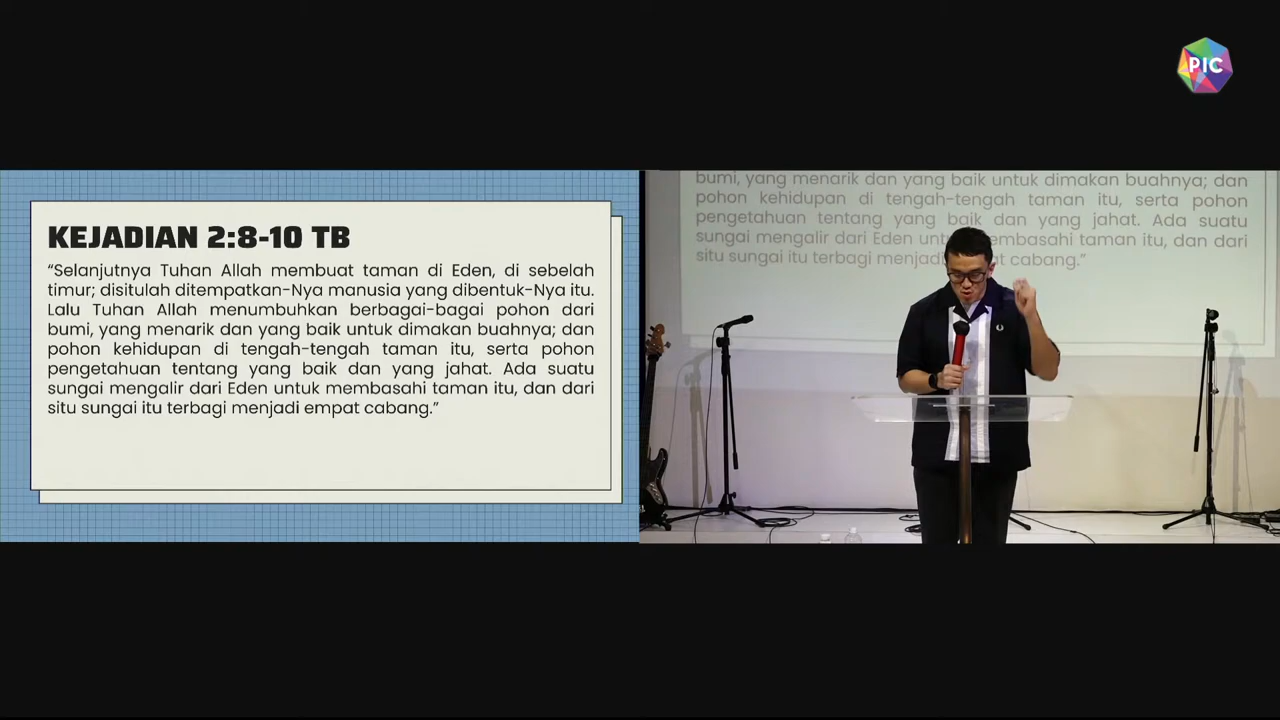 PIC
KEJADIAN 2:8-10 TB
“Selanjutnya Tuhan Allah membuat taman di Eden, di sebelah
timur; disitulah ditempatkan-Nya manusia yang dibentuk-Nya itu.
Lalu Tuhan Allah menumbuhkan berbagai-bagai pohon dari
bumi, yang menarik dan yang baik untuk dimakan buahnya; dan
pohon kehidupan di tengah-tengah taman itu, serta pohon
pengetahuan tentang yang baik dan yang jahat. Ada suatu
sungai mengalir dari Eden untuk membasahi taman itu, dan dari
situ sungai itu terbagi menjadi empat cabang.”
bumi, yang menarik dan yang baik untuk dimakan buahnya; dan
pohon kehidupan di tengah-tengah taman itu, serta pohon
pengetahuan tentang yang baik dan yang jahat. Ada suatu
sungai mengalir dari Eden membasahi taman itu, dan dari
situ sungai itu terbagi cabang.”